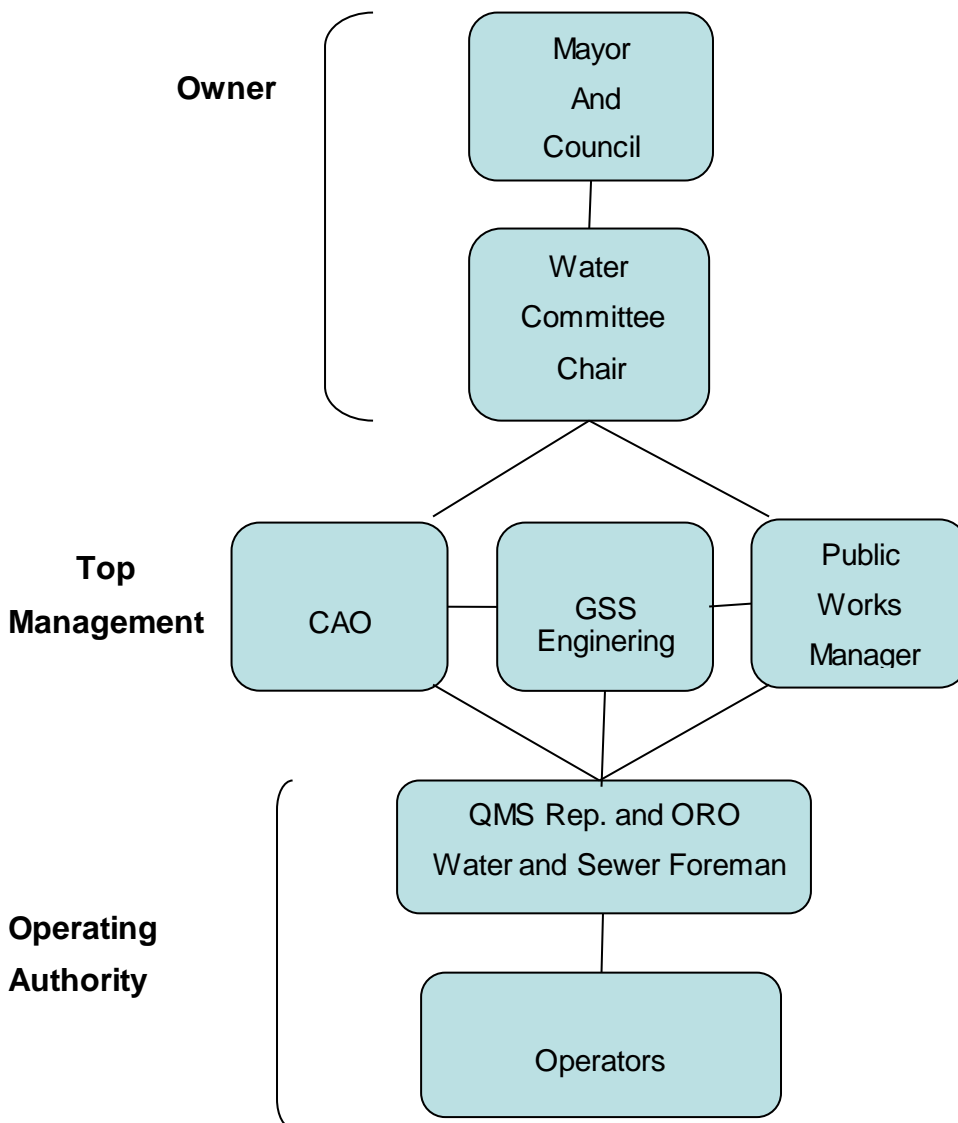 Owner
Mayor
And
Council
Water
Committee
Chair
Top
Management
CAO
GSS
Enginering
Public
Works
Manager
Operating
Authority
QMS Rep. and ORO
Water and Sewer Foreman
Operators